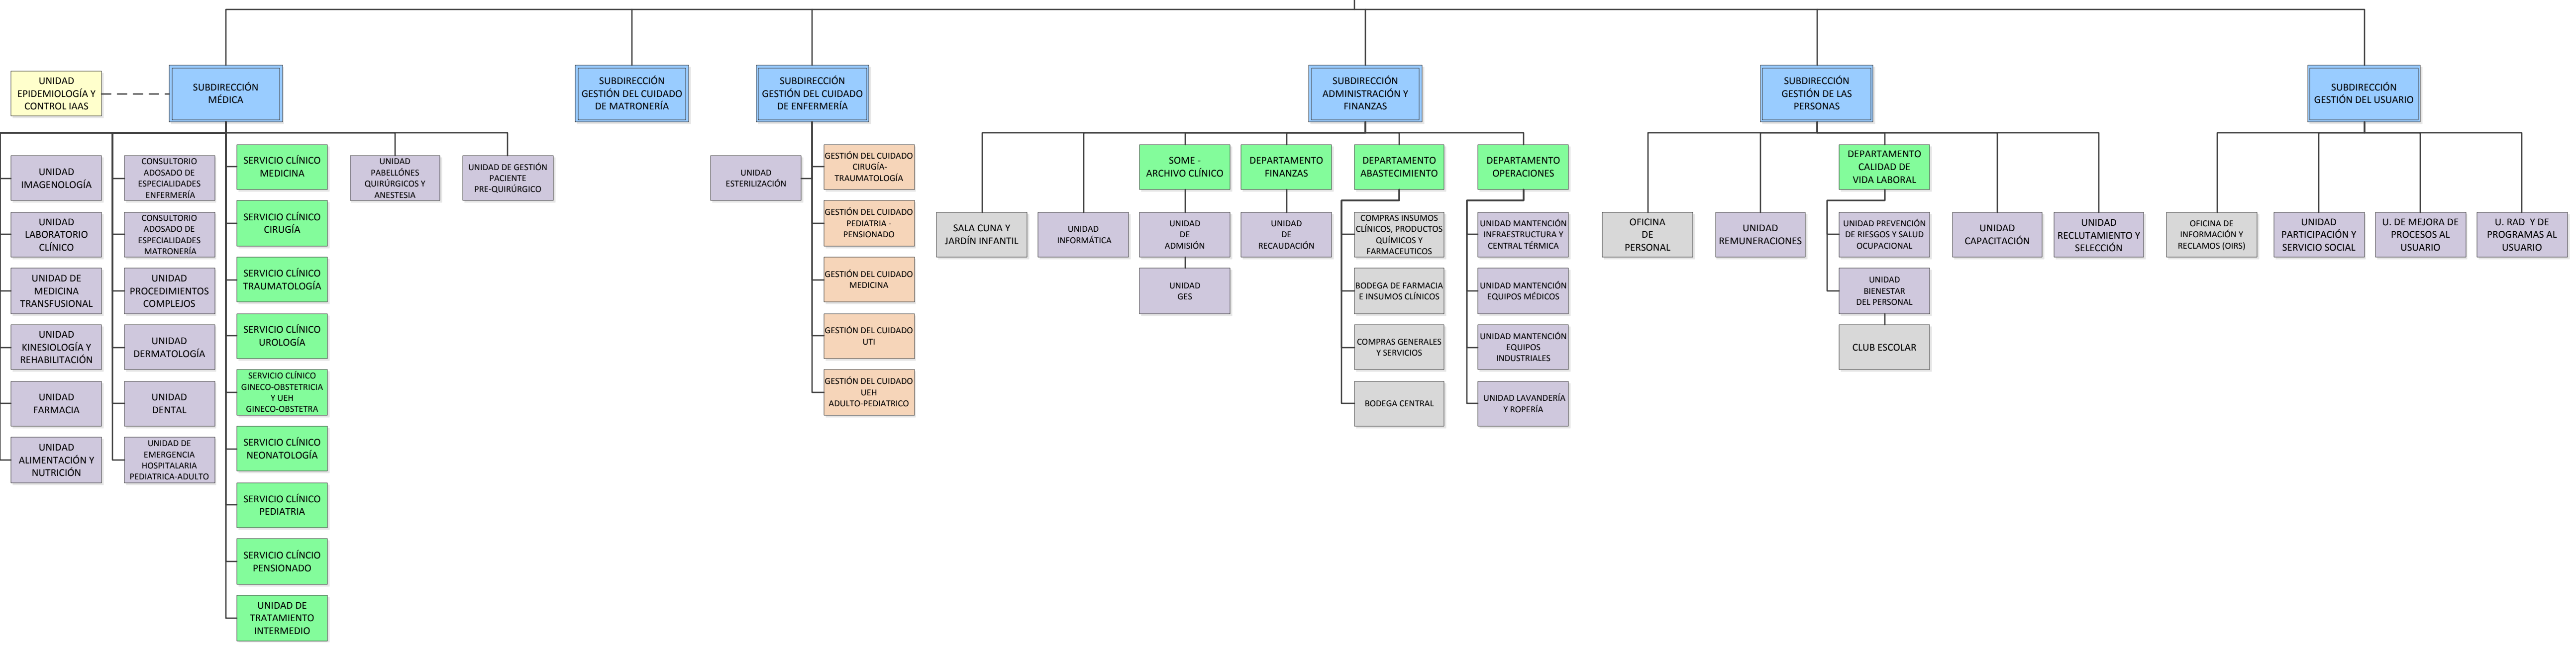 UNIDAD
EPIDEMIOLOGÍA Y
CONTROL IAAS
SUBDIRECCIÓN
MÉDICA
SUBDIRECCIÓN
GESTIÓN DEL CUIDADO
DE MATRONERÍA
SUBDIRECCIÓN
GESTIÓN DEL CUIDADO
DE ENFERMERÍA
SUBDIRECCIÓN
ADMINISTRACIÓN Y
FINANZAS
SUBDIRECCIÓN
GESTIÓN DE LAS
PERSONAS
SUBDIRECCIÓN
GESTIÓN DEL USUARIO
UNIDAD
IMAGENOLOGÍA
UNIDAD
LABORATORIO
CLÍNICO
UNIDAD DE
MEDICINA
TRANSFUSIONAL
UNIDAD
KINESIOLOGÍA Y
REHABILITACIÓN
UNIDAD
FARMACIA
UNIDAD
ALIMENTACIÓN Y
NUTRICIÓN
CONSULTORIO
ADOSADO DE
ESPECIALIDADES
ENFERMERÍA
CONSULTORIO
ADOSADO DE
ESPECIALIDADES
MATRONERÍA
UNIDAD
PROCEDIMIENTOS
COMPLEJOS
UNIDAD
DERMATOLOGÍA
UNIDAD
DENTAL
UNIDAD DE
EMERGENCIA
HOSPITALARIA
PEDIATRICA-ADULTO
SERVICIO CLÍNICO
MEDICINA
SERVICIO CLÍNICO
CIRUGÍA
SERVICIO CLÍNICO
TRAUMATOLOGÍA
SERVICIO CLÍNICO
UROLOGÍA
SERVICIO CLÍNICO
GINECO-OBSTETRICIA
Y UEH
GINECO-OBSTETRA
SERVICIO CLÍNICO
NEONATOLOGÍA
SERVICIO CLÍNICO
PEDIATRIA
SERVICIO CLÍNCIO
PENSIONADO
UNIDAD DE
TRATAMIENTO
INTERMEDIO
UNIDAD
PABELLÓNES
QUIRÚRGICOS Y
ANESTESIA
UNIDAD DE GESTIÓN
PACIENTE
PRE-QUIRÚRGICO
UNIDAD
ESTERILIZACIÓN
GESTIÓN DEL CUIDADO
CIRUGÍA-
TRAUMATOLOGÍA
GESTIÓN DEL CUIDADO
PEDIATRIA -
PENSIONADO
GESTIÓN DEL CUIDADO
MEDICINA
GESTIÓN DEL CUIDADO
UTI
GESTIÓN DEL CUIDADO
UEH
ADULTO-PEDIATRICO
SALA CUNA Y
JARDÍN INFANTIL
UNIDAD
INFORMÁTICA
SOME -
ARCHIVO CLÍNICO
UNIDAD
DE
ADMISIÓN
UNIDAD
GES
DEPARTAMENTO
FINANZAS
UNIDAD
DE
RECAUDACIÓN
DEPARTAMENTO
ABASTECIMIENTO
COMPRAS INSUMOS
CLÍNICOS, PRODUCTOS
QUÍMICOS Y
FARMACEUTICOS
BODEGA DE FARMACIA
E INSUMOS CLÍNICOS
COMPRAS GENERALES
Y SERVICIOS
BODEGA CENTRAL
DEPARTAMENTO
OPERACIONES
UNIDAD MANTENCIÓN
INFRAESTRUCTURA Y
CENTRAL TÉRMICA
UNIDAD MANTENCIÓN
EQUIPOS MÉDICOS
UNIDAD MANTENCIÓN
EQUIPOS
INDUSTRIALES
UNIDAD LAVANDERÍA
Y ROPERÍA
OFICINA
DE
PERSONAL
UNIDAD
REMUNERACIONES
DEPARTAMENTO
CALIDAD DE
VIDA LABORAL
UNIDAD PREVENCIÓN
DE RIESGOS Y SALUD
OCUPACIONAL
UNIDAD
BIENESTAR
DEL PERSONAL
CLUB ESCOLAR
UNIDAD
CAPACITACIÓN
UNIDAD
RECLUTAMIENTO Y
SELECCIÓN
OFICINA DE
INFORMACIÓN Y
RECLAMOS (OIRS)
UNIDAD
PARTICIPACIÓN Y
SERVICIO SOCIAL
U. DE MEJORA DE
PROCESOS AL
USUARIO
U. RAD Y DE
PROGRAMAS AL
USUARIO